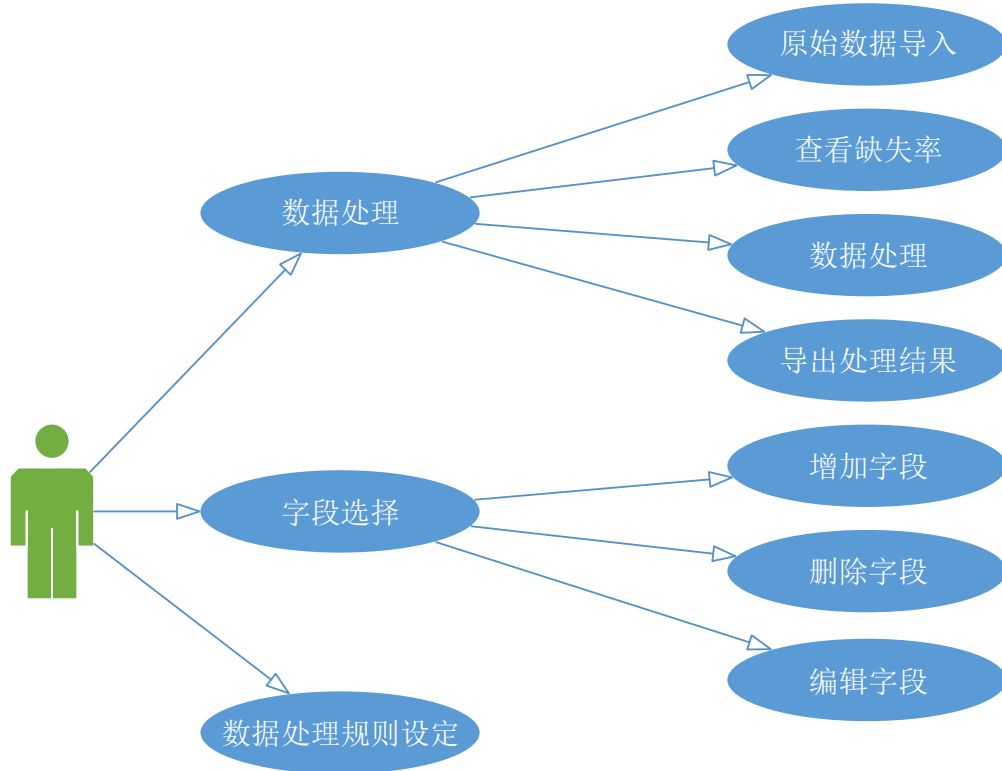 原始数据导入
查看缺失率
数据处理
数据处理
导出处理结果
增加字段
字段选择
删除字段
编辑字段
数据处理规则设定